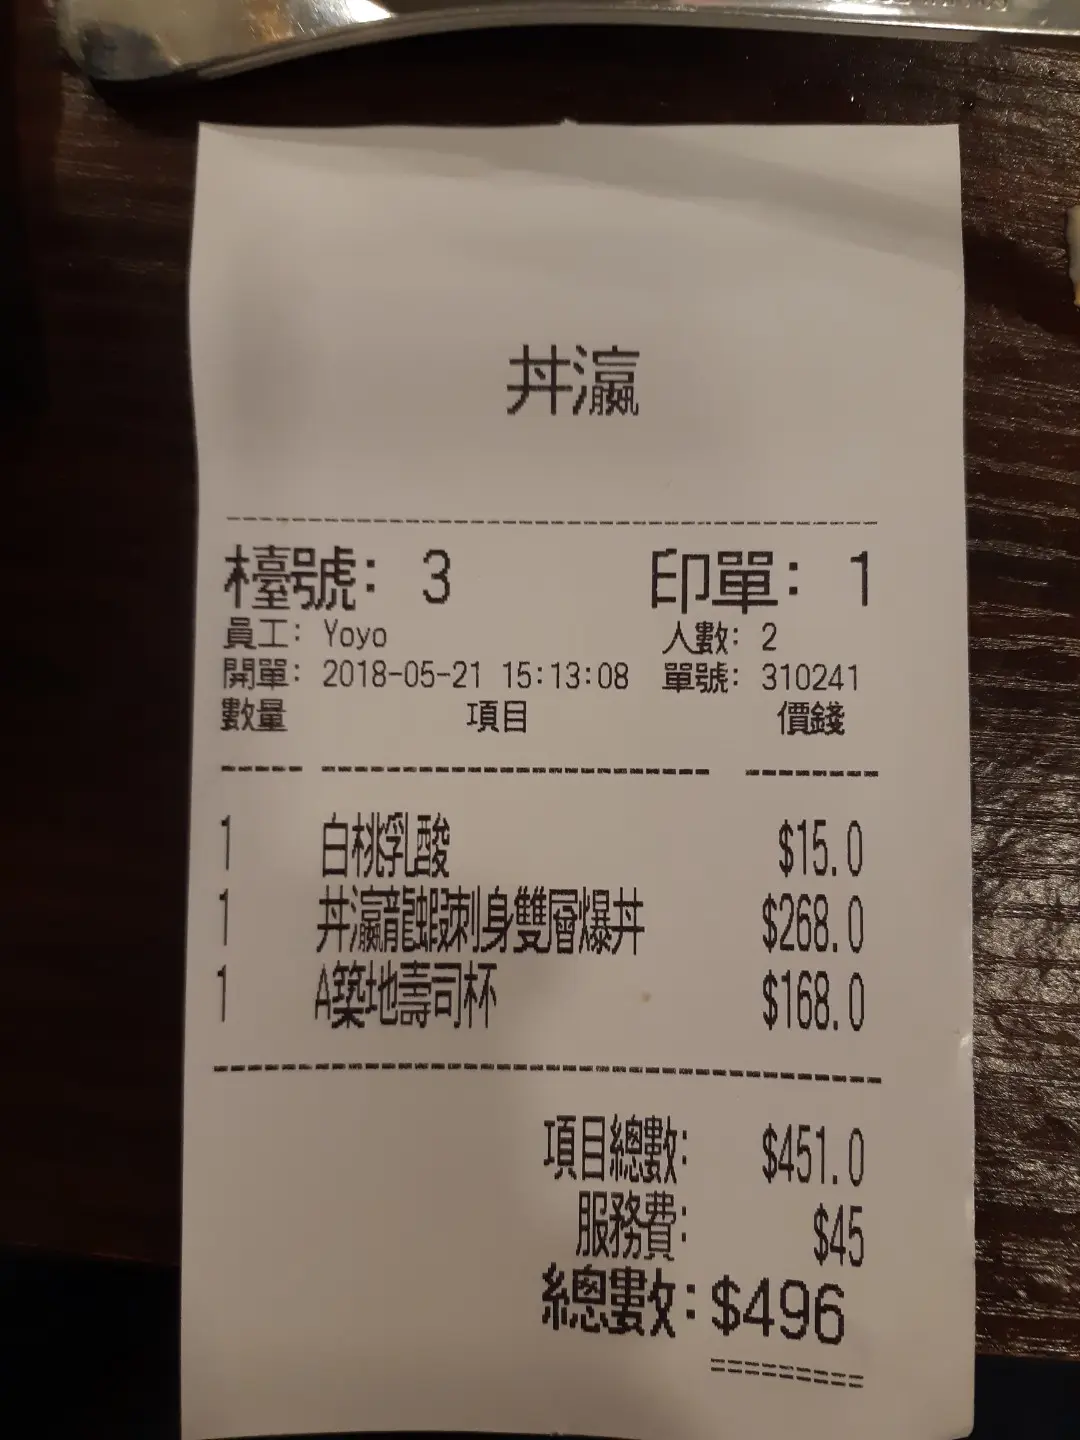 丼瀛
檯號: 3 印單: 1
員工: Yoyo 人數: 2
開單: 2018-05-21 15:13:08 單號: 310241
數量 項目 價錢
1 白桃乳酸 $15.0
1 丼瀛龍蝦刺身雙層爆丼 $268.0
1 A築地壽司杯 $168.0
項目總數: $451.0
服務費: $45
總數: $496